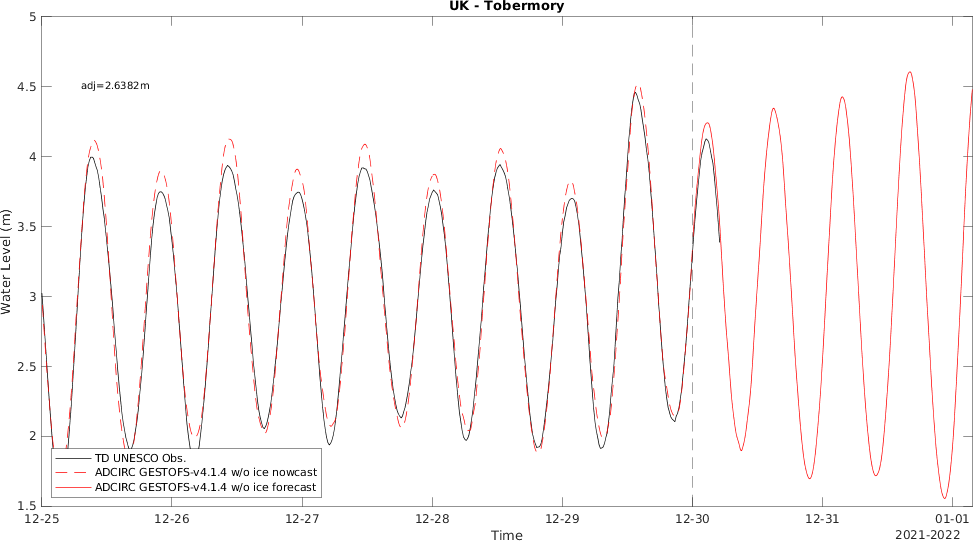 UK - Tobermory
5
4.5
4
3.5
3
2.5
2
1.5
Water Level (m)
adj=2.6382m
TD UNESCO Obs.
ADCIRC GESTOFS-v4.1.4 w/o ice nowcast
ADCIRC GESTOFS-v4.1.4 w/o ice forecast
12-25 12-26 12-27 12-28 12-29 12-30 12-31 01-01
Time
2021-2022